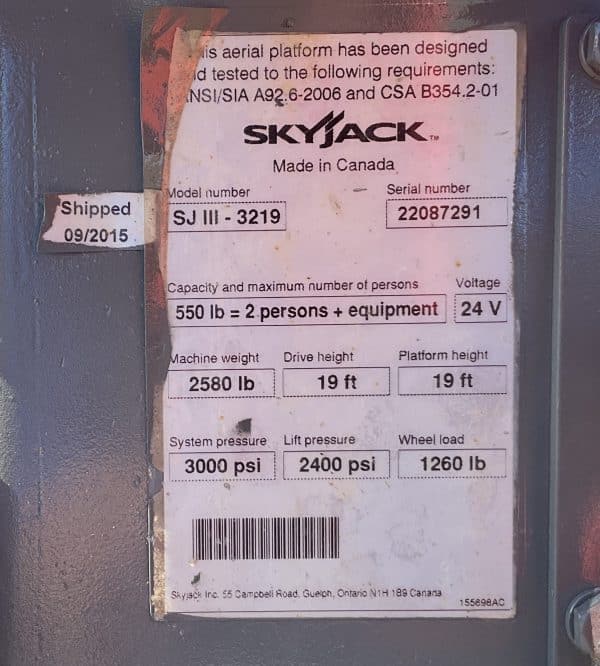 is aerial platform has been designed
d tested to the following requirements:
NSI/SIA A92.6-2006 and CSA B354.2-01
SKYJACK™
Made in Canada
Model number Serial number
SJ III - 3219 22087291
Shipped
09/2015
Capacity and maximum number of persons Voltage
550 lb = 2 persons + equipment 24 V
Machine weight Drive height Platform height
2580 lb 19 ft 19 ft
System pressure Lift pressure Wheel load
3000 psi 2400 psi 1260 lb
Skyjack Inc. 55 Campbell Road, Guelph, Ontario N1H 1B9 Canada
155698AC